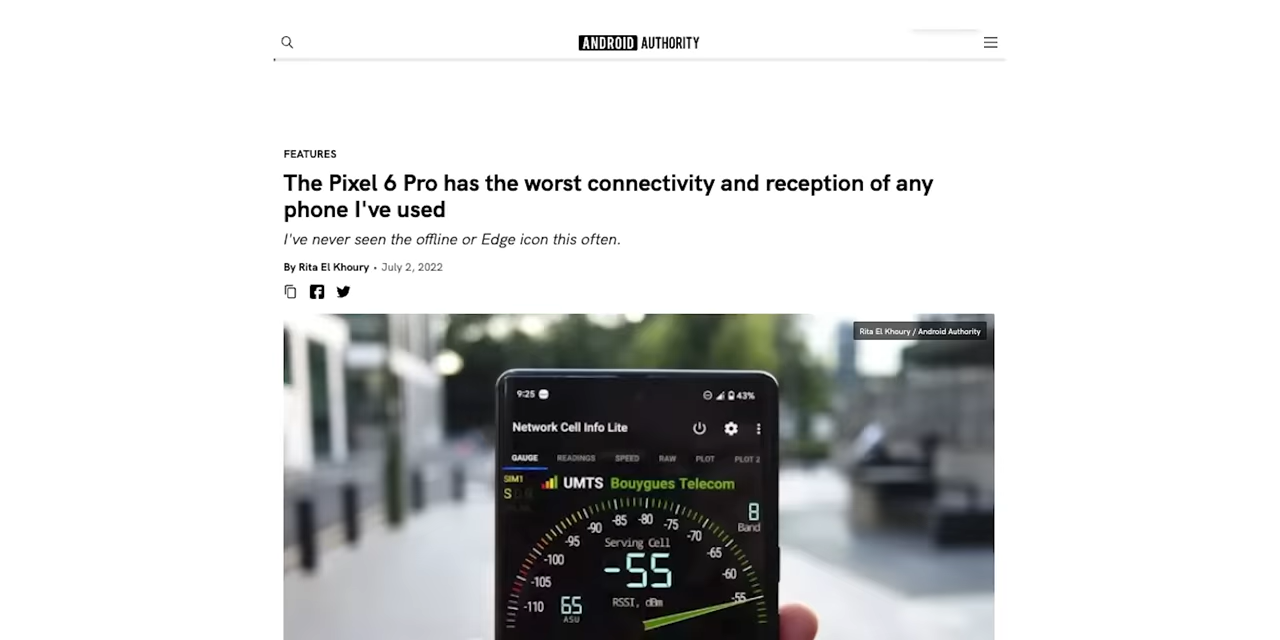 ANDROID AUTHORITY
FEATURES
The Pixel 6 Pro has the worst connectivity and reception of any
phone I've used
I've never seen the offline or Edge icon this often.
By Rita El Khoury • July 2, 2022
Rita El Khoury / Android Authority
9:25
43%
Network Cell Info Lite
GAUGE READINGS SPEED RAW PLOT PLOT 2
SIM1
S
UMTS Bouygues Telecom
8
Band
-110 -105 -100 -95 -90 -85 -80 -75 -70 -65 -60 -55
Serving Cell
-55
RSSI, dBm
65
ASU